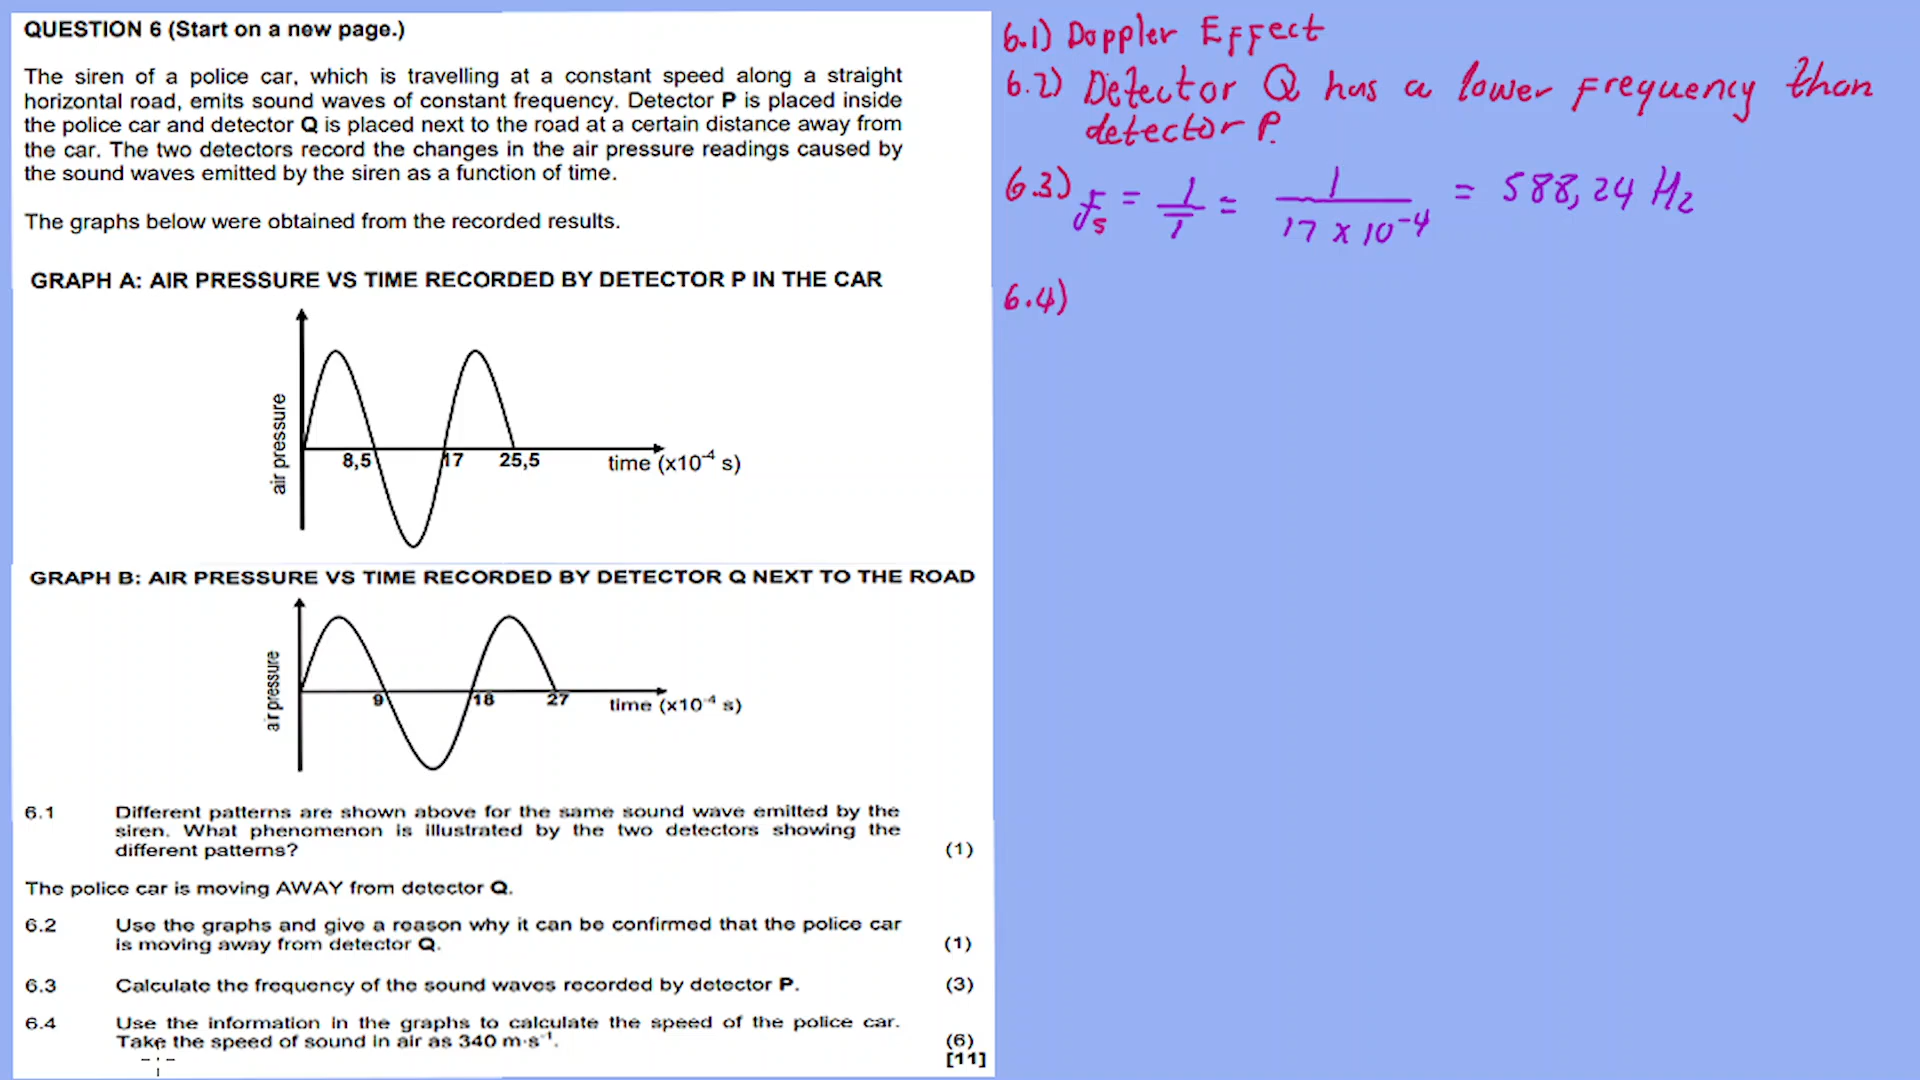 QUESTION 6 (Start on a new page.)
The siren of a police car, which is travelling at a constant speed along a straight
horizontal road, emits sound waves of constant frequency. Detector P is placed inside
the police car and detector Q is placed next to the road at a certain distance away from
the car. The two detectors record the changes in the air pressure readings caused by
the sound waves emitted by the siren as a function of time.
The graphs below were obtained from the recorded results.
GRAPH A: AIR PRESSURE VS TIME RECORDED BY DETECTOR P IN THE CAR
air pressure
8,5 17 25,5 time (x10⁻⁴ s)
GRAPH B: AIR PRESSURE VS TIME RECORDED BY DETECTOR Q NEXT TO THE ROAD
air pressure
9 18 27 time (x10⁻⁴ s)
6.1 Different patterns are shown above for the same sound wave emitted by the
siren. What phenomenon is illustrated by the two detectors showing the
different patterns? (1)
The police car is moving AWAY from detector Q.
6.2 Use the graphs and give a reason why it can be confirmed that the police car
is moving away from detector Q. (1)
6.3 Calculate the frequency of the sound waves recorded by detector P. (3)
6.4 Use the information in the graphs to calculate the speed of the police car.
Take the speed of sound in air as 340 m·s⁻¹. (6)
[11]
6.1) Doppler Effect
6.2) Detector Q has a lower frequency than
detector P.
6.3) fs = 1/T = 1/(17 x 10⁻⁴) = 588,24 Hz
6.4)